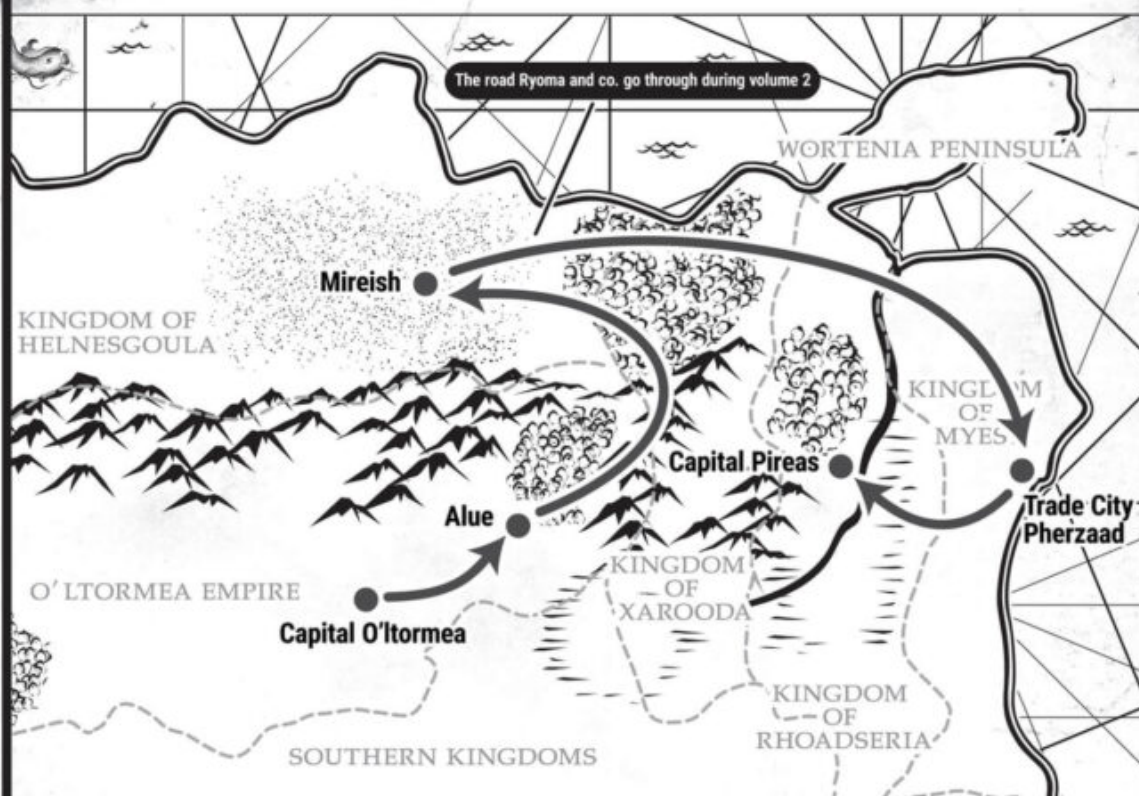 The road Ryoma and co. go through during volume 2
WORTENIA PENINSULA
Mireish
KINGDOM OF
HELNESGOULA
KINGDOM
OF
MYEST
Capital Pireas
Trade City
Pherzaad
Alue
KINGDOM
OF
XAROODA
O' LTORMEA EMPIRE
Capital O'ltormea
KINGDOM
OF
RHOADSERIA
SOUTHERN KINGDOMS